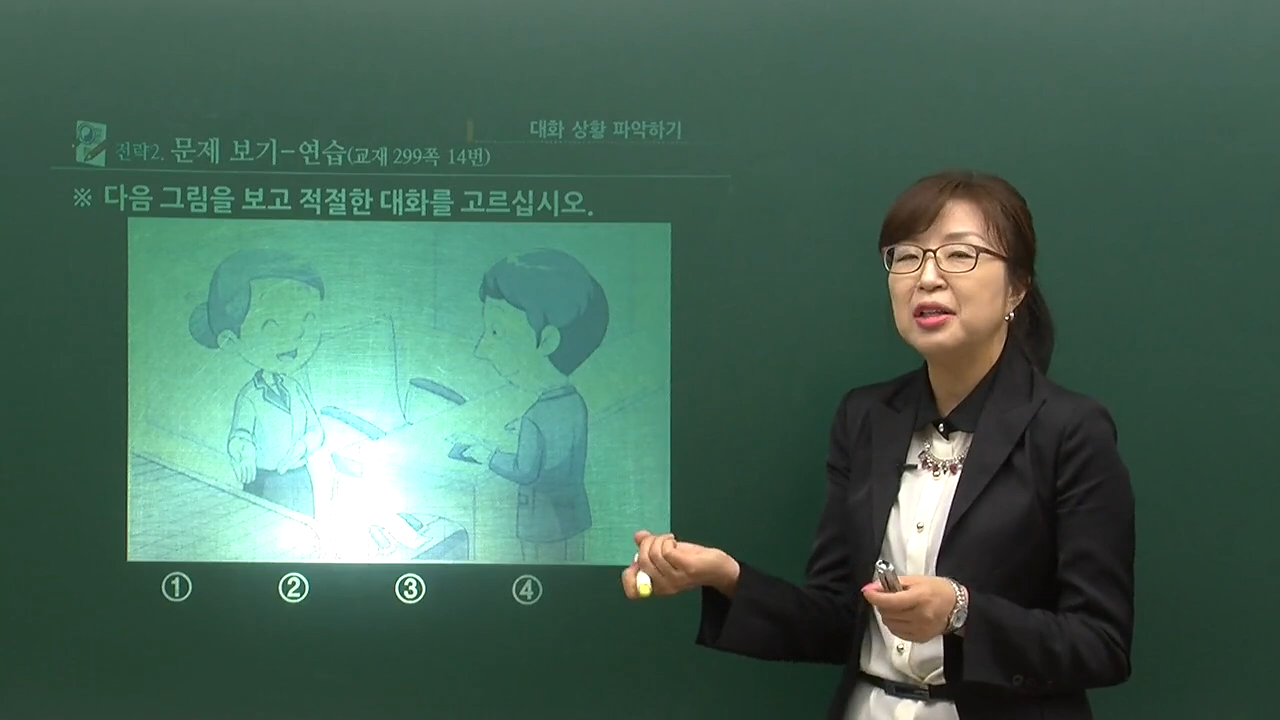 대화 상황 파악하기
전략2. 문제 보기-연습(교재 299쪽 14번)
※ 다음 그림을 보고 적절한 대화를 고르십시오.
① ② ③ ④